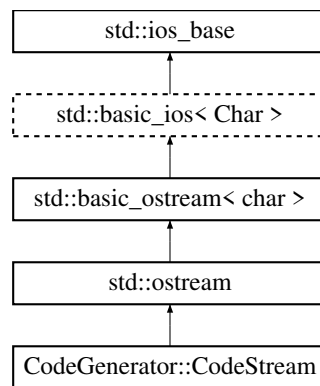 std::ios_base
std::basic_ios< Char >
std::basic_ostream< char >
std::ostream
CodeGenerator::CodeStream